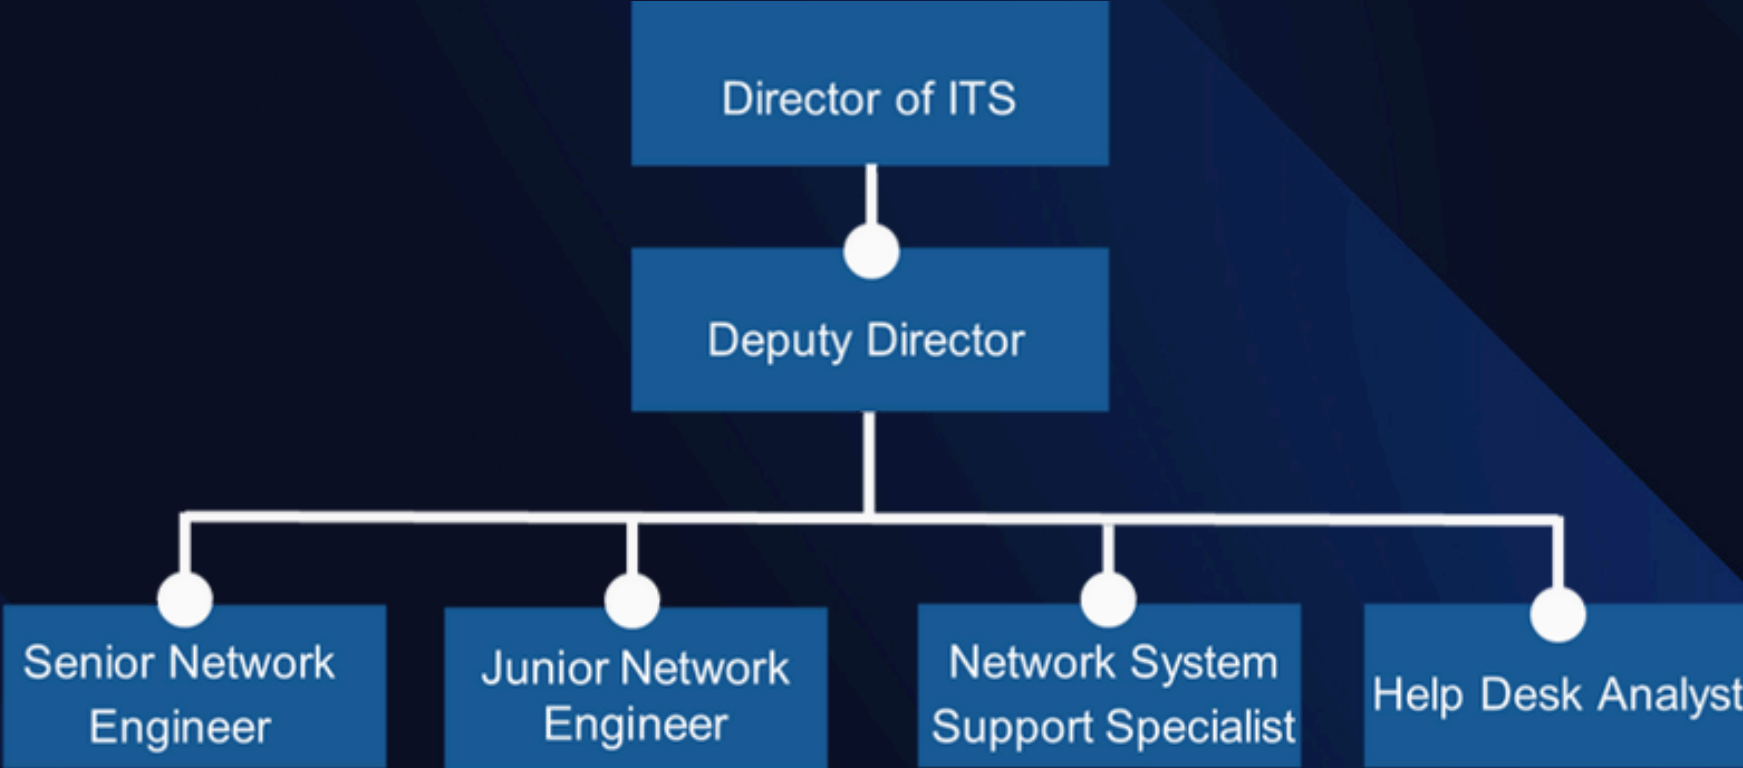 Director of ITS
Deputy Director
Senior Network
Engineer
Junior Network
Engineer
Network System
Support Specialist
Help Desk Analyst